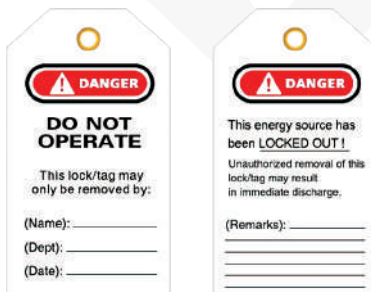 DANGER
DO NOT
OPERATE
This lock/tag may
only be removed by:
(Name):
(Dept):
(Date):
DANGER
This energy source has
been LOCKED OUT !
Unauthorized removal of this
lock/tag may result
in immediate discharge.
(Remarks):